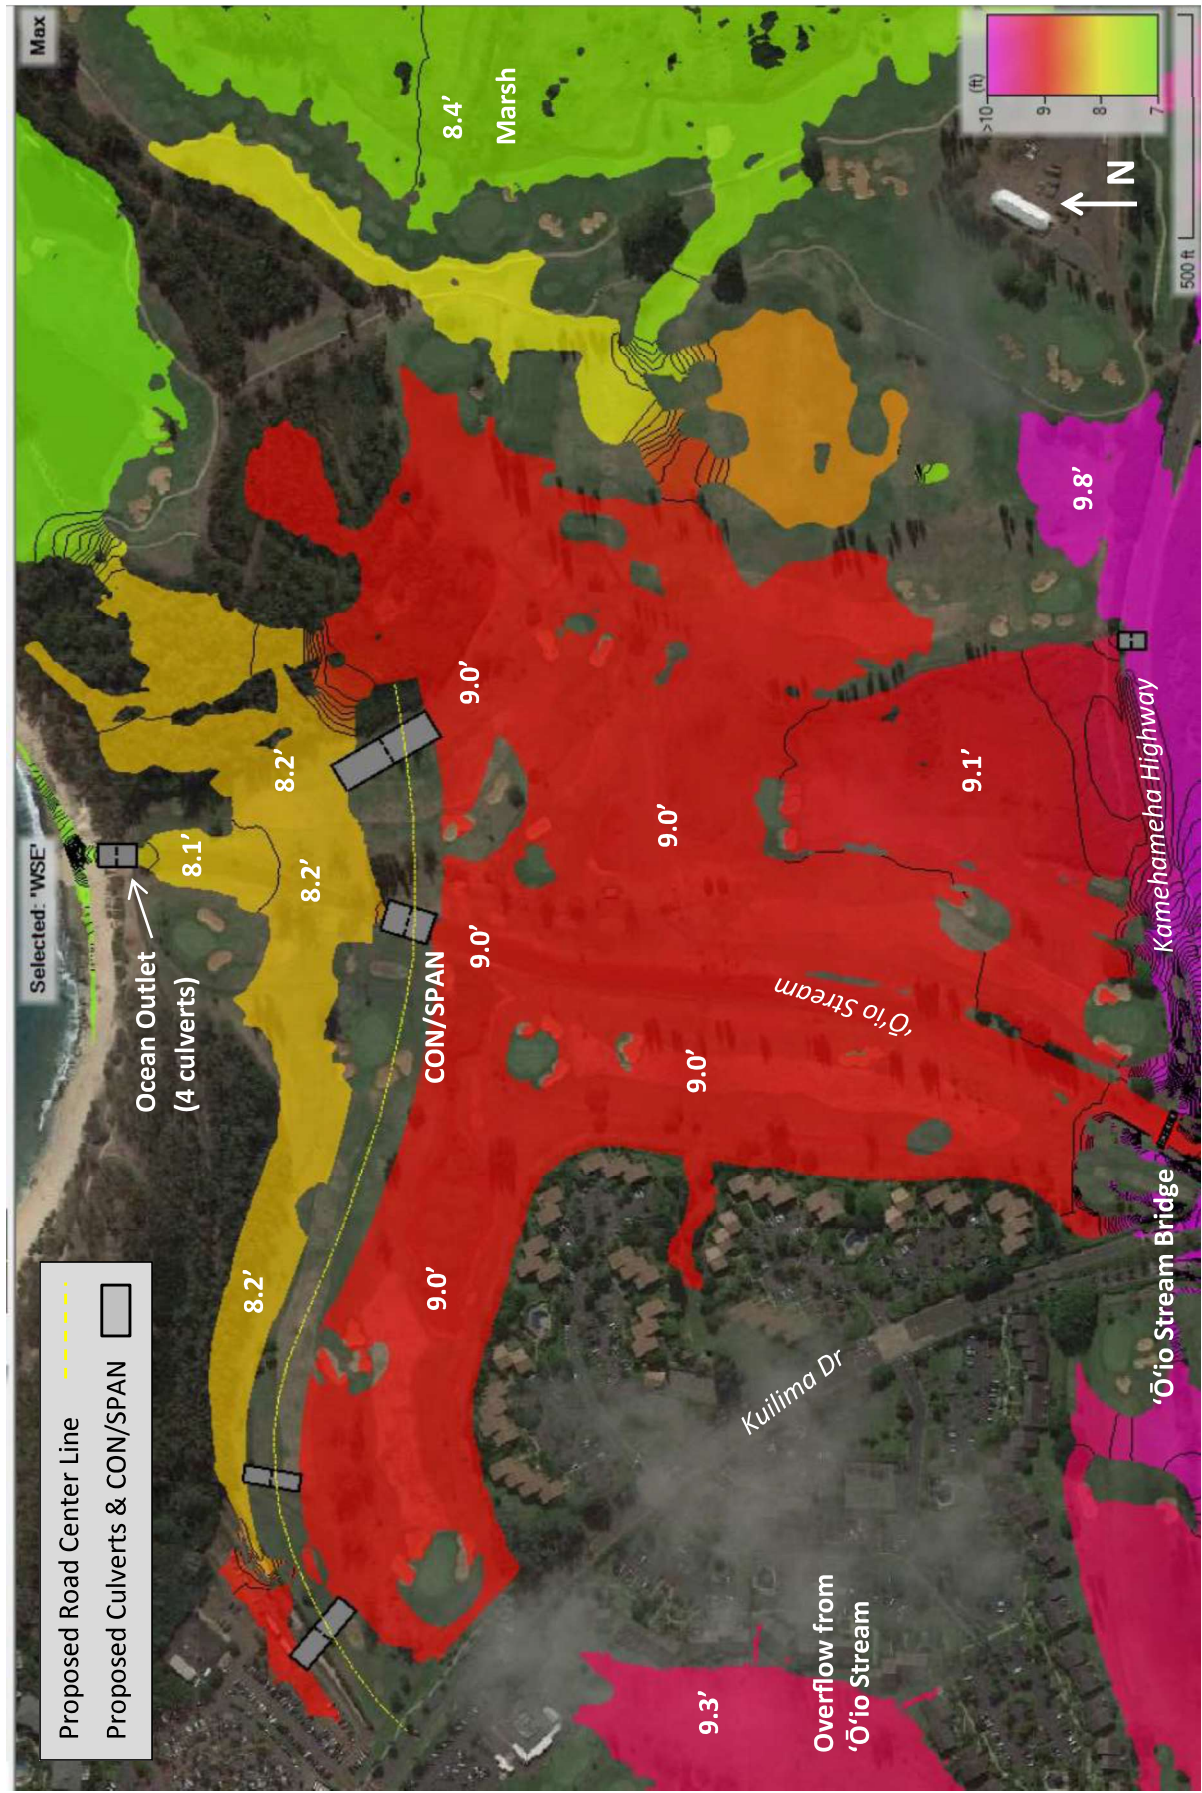 Proposed Road Center Line
Proposed Culverts & CON/SPAN
Selected: 'WSE'
Max
Ocean Outlet
(4 culverts)
8.1'
8.2'
8.2'
8.2'
8.4'
Marsh
CON/SPAN
9.0'
9.0'
9.0'
9.0'
9.0'
ʻŌʻio Stream
9.1'
9.8'
Kamehameha Highway
Kuilima Dr
ʻŌʻio Stream Bridge
Overflow from
ʻŌʻio Stream
9.3'
N
(ft)
>10
9
8
7
500 ft